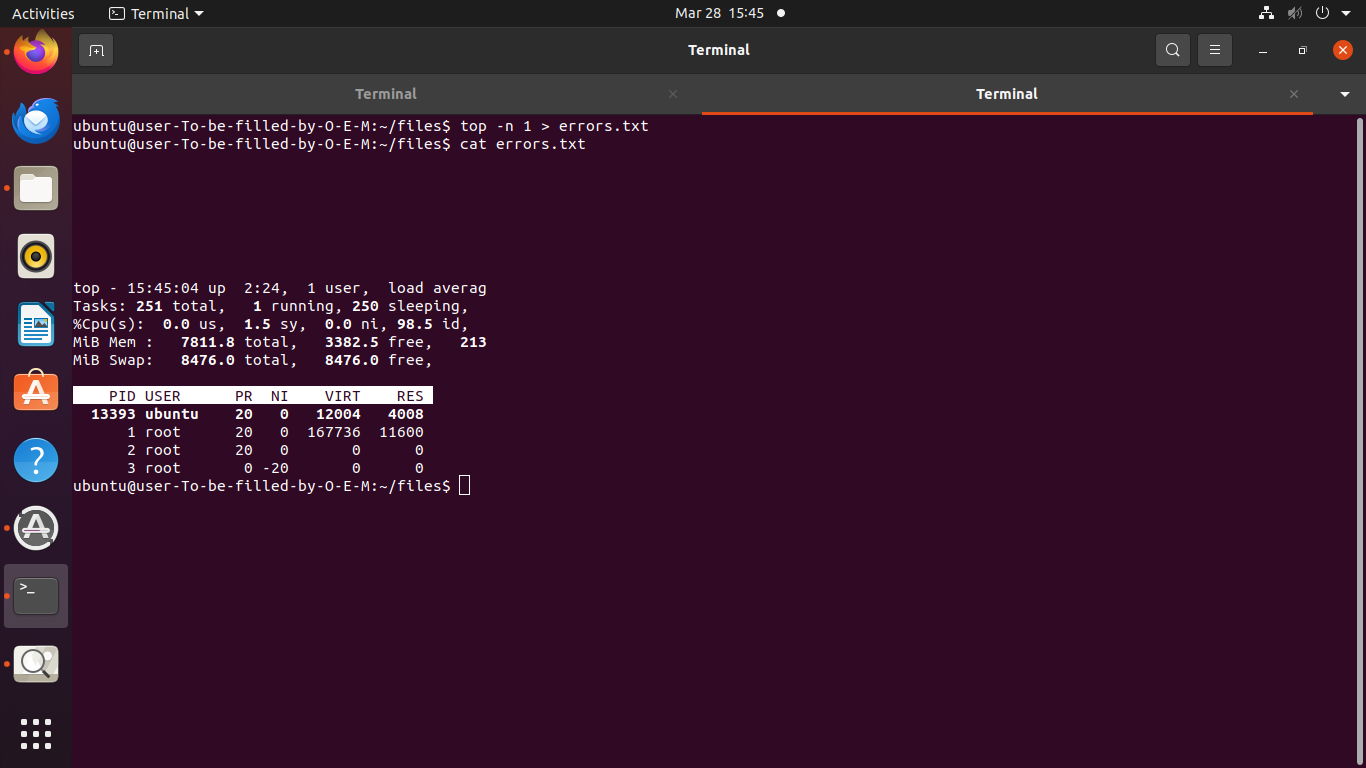 Activities Terminal Mar 28 15:45
Terminal
Terminal Terminal
ubuntu@user-To-be-filled-by-O-E-M:~/files$ top -n 1 > errors.txt
ubuntu@user-To-be-filled-by-O-E-M:~/files$ cat errors.txt
top - 15:45:04 up  2:24,  1 user,  load averag
Tasks: 251 total,   1 running, 250 sleeping,
%Cpu(s):  0.0 us,  1.5 sy,  0.0 ni, 98.5 id,
MiB Mem :   7811.8 total,   3382.5 free,   213
MiB Swap:   8476.0 total,   8476.0 free,
    PID USER      PR  NI    VIRT    RES
  13393 ubuntu    20   0   12004   4008
      1 root      20   0  167736  11600
      2 root      20   0       0      0
      3 root       0 -20       0      0
ubuntu@user-To-be-filled-by-O-E-M:~/files$